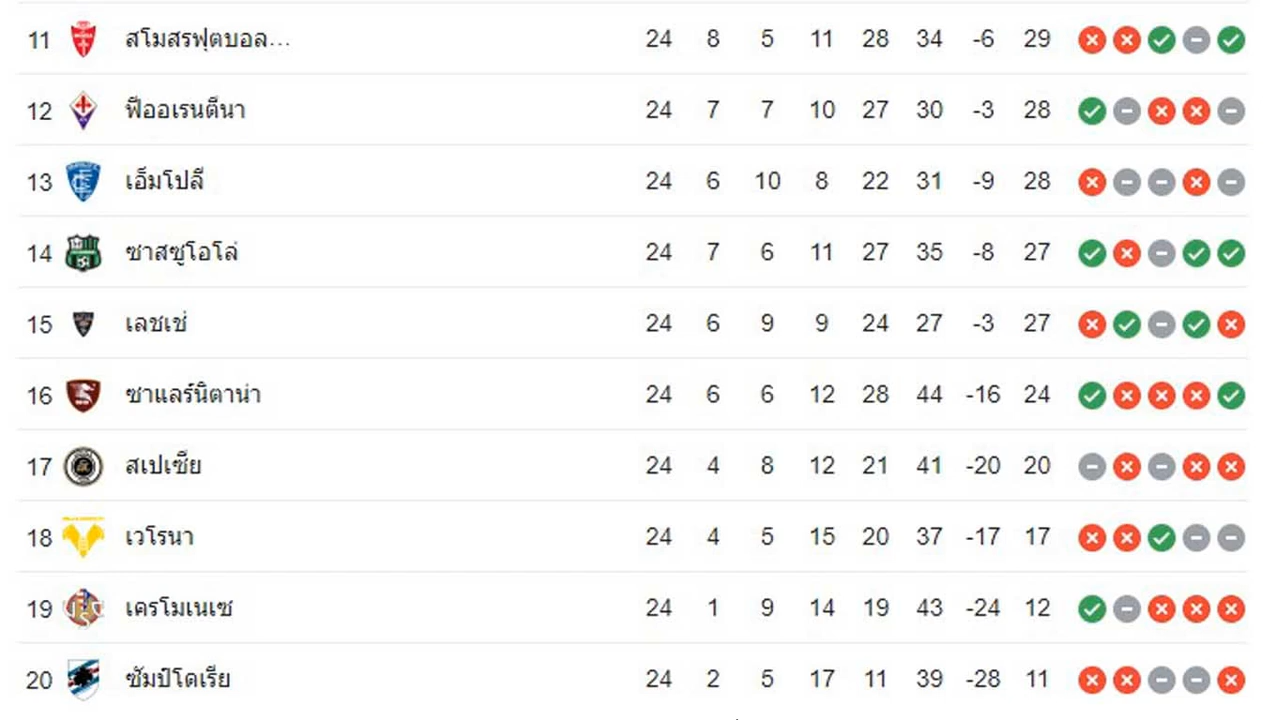 11 สโมสรฟุตบอล... 24 8 5 11 28 34 -6 29
12 ฟิออเรนตีนา 24 7 7 10 27 30 -3 28
13 เอ็มโปลี 24 6 10 8 22 31 -9 28
14 ซาสซูโอโล่ 24 7 6 11 27 35 -8 27
15 เลชเช่ 24 6 9 9 24 27 -3 27
16 ซาแลร์นิตาน่า 24 6 6 12 28 44 -16 24
17 สเปเซีย 24 4 8 12 21 41 -20 20
18 เวโรนา 24 4 5 15 20 37 -17 17
19 เครโมเนเซ 24 1 9 14 19 43 -24 12
20 ซัมป์โดเรีย 24 2 5 17 11 39 -28 11